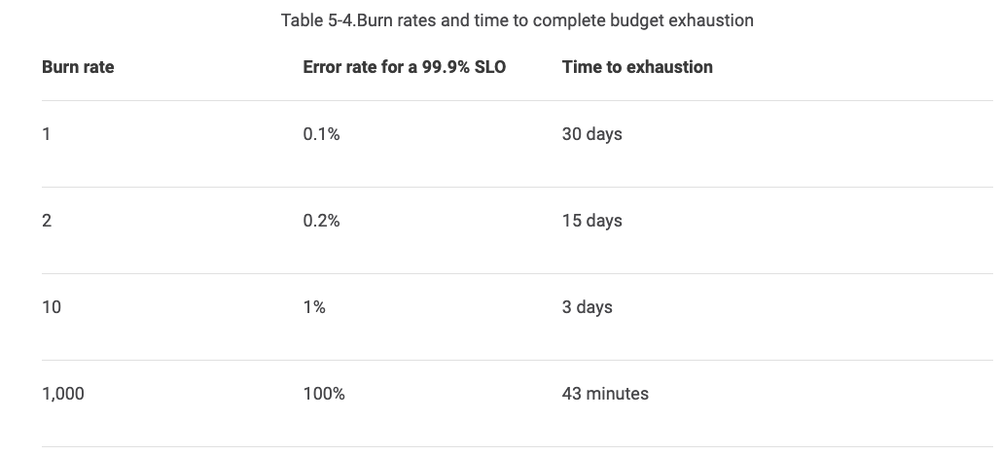 Table 5-4.Burn rates and time to complete budget exhaustion
Burn rate Error rate for a 99.9% SLO Time to exhaustion
1 0.1% 30 days
2 0.2% 15 days
10 1% 3 days
1,000 100% 43 minutes